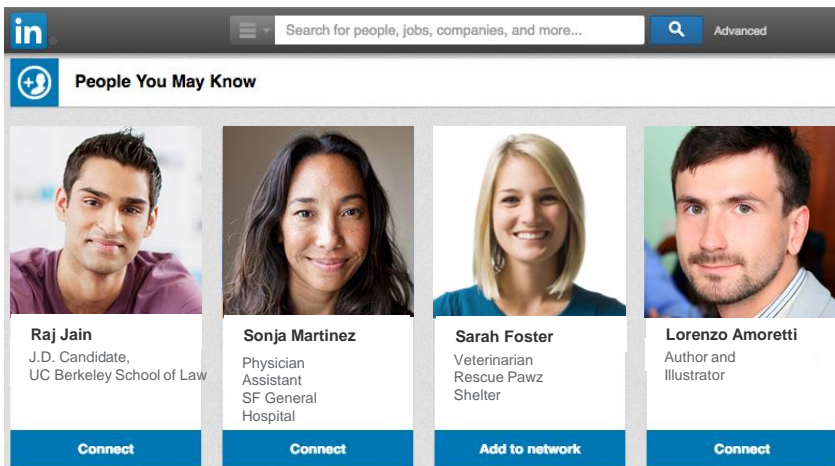 in
Search for people, jobs, companies, and more...
Advanced
People You May Know
Raj Jain
J.D. Candidate,
UC Berkeley School of Law
Connect
Sonja Martinez
Physician
Assistant
SF General
Hospital
Connect
Sarah Foster
Veterinarian
Rescue Pawz
Shelter
Add to network
Lorenzo Amoretti
Author and
Illustrator
Connect